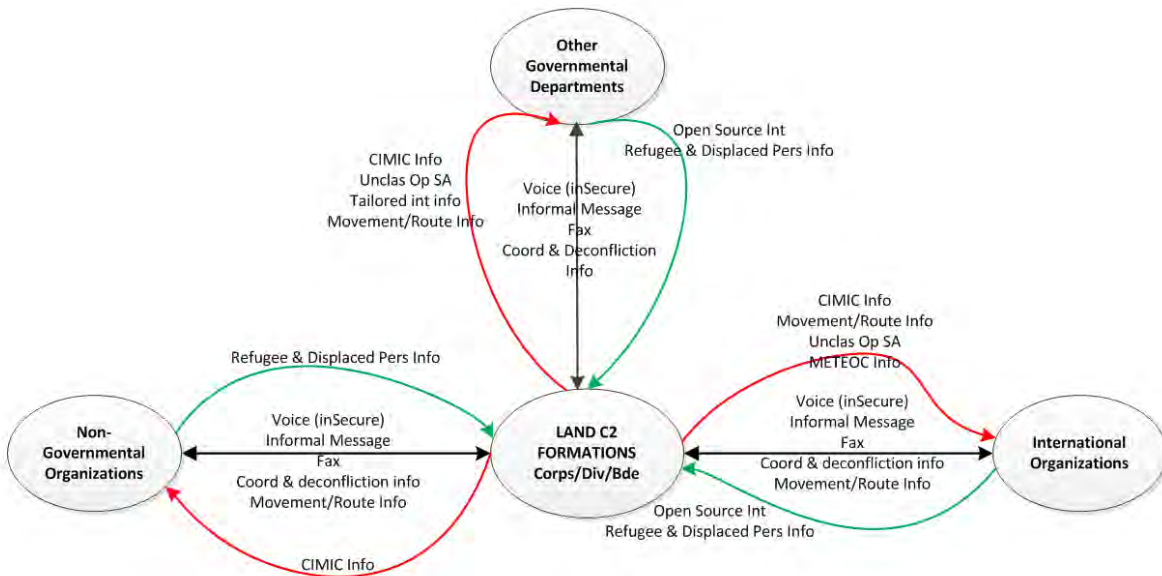 Other
Governmental
Departments
Open Source Int
Refugee & Displaced Pers Info
CIMIC Info
Unclas Op SA
Tailored int info
Movement/Route Info
Voice (inSecure)
Informal Message
Fax
Coord & Deconfliction
Info
CIMIC Info
Movement/Route Info
Unclas Op SA
METEOC Info
Refugee & Displaced Pers Info
Non-
Governmental
Organizations
Voice (inSecure)
Informal Message
Fax
Coord & deconfliction info
Movement/Route Info
LAND C2
FORMATIONS
Corps/Div/Bde
Voice (inSecure)
Informal Message
Fax
Coord & deconfliction info
Movement/Route Info
International
Organizations
Open Source Int
Refugee & Displaced Pers Info
CIMIC Info